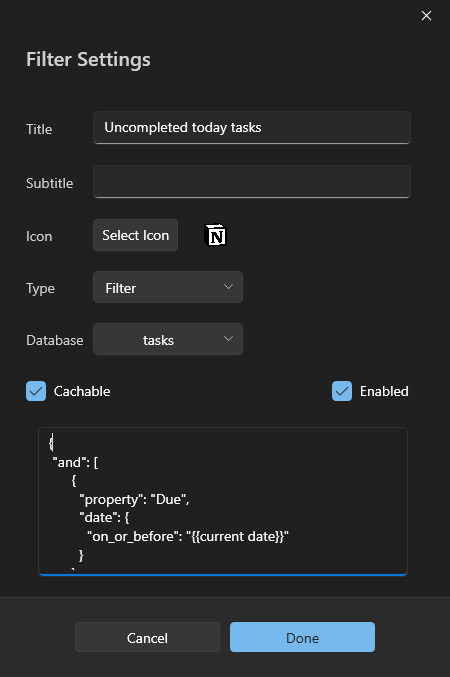 Filter Settings
Title
Uncompleted today tasks
Subtitle
Icon
Select Icon
N
Type
Filter
Database
tasks
Cachable
Enabled
{
"and": [
{
"property": "Due",
"date": {
"on_or_before": "{{current date}}"
}
Cancel
Done